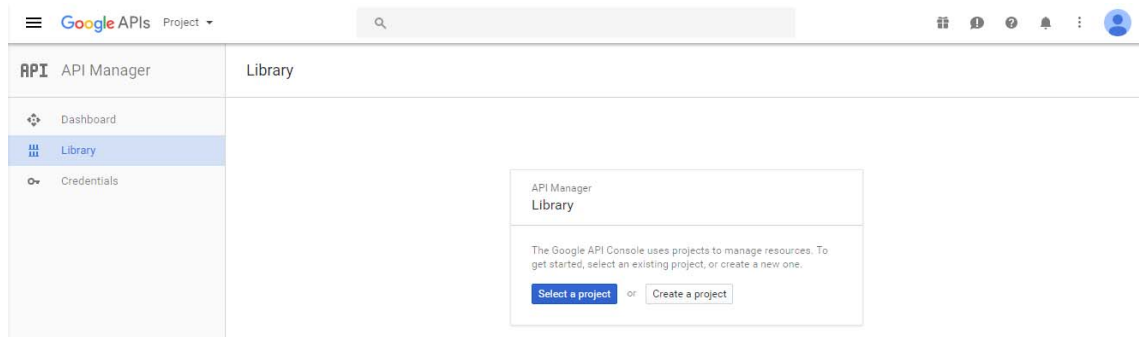 Google APIs Project
API API Manager
Library
Dashboard
Library
Credentials
API Manager
Library
The Google API Console uses projects to manage resources. To
get started, select an existing project, or create a new one.
Select a project or Create a project